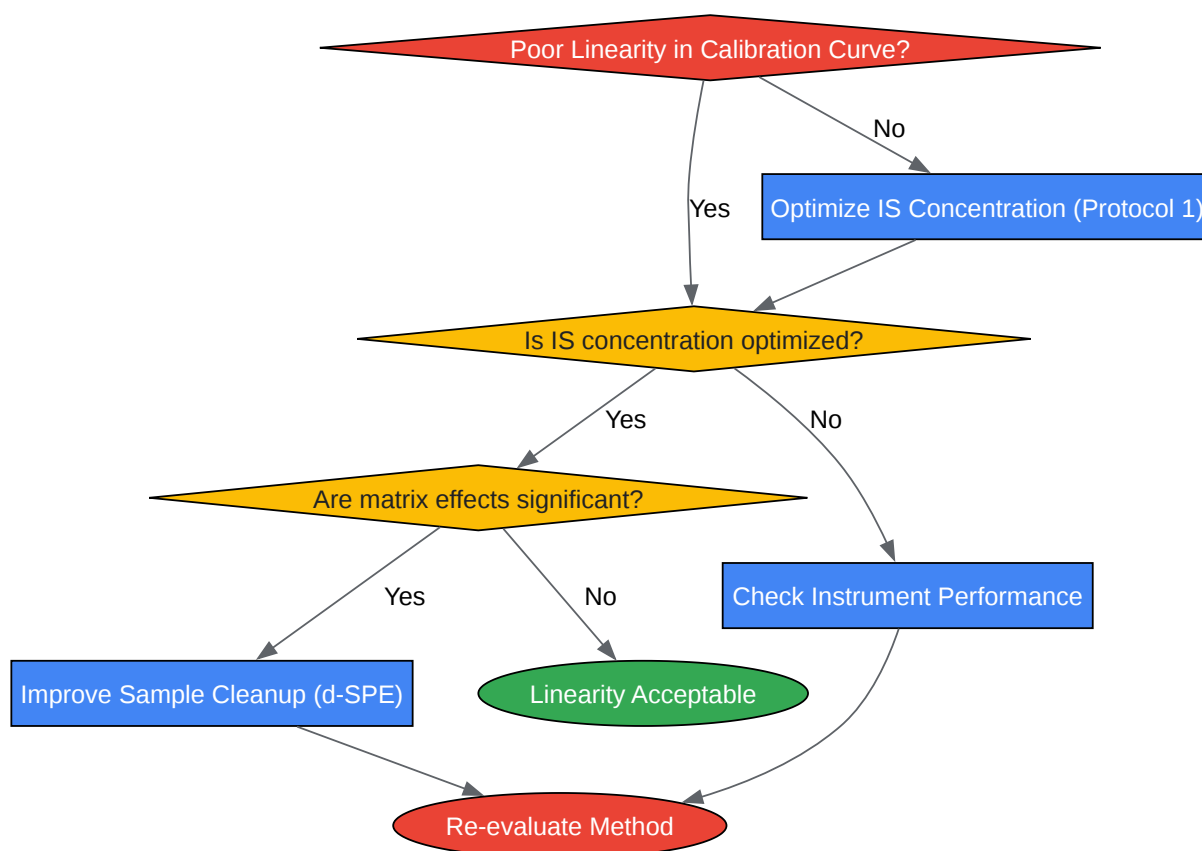 Poor Linearity in Calibration Curve?
No
Optimize IS Concentration (Protocol 1)
Yes
Is IS concentration optimized?
Yes
No
Are matrix effects significant?
Yes
No
Check Instrument Performance
Improve Sample Cleanup (d-SPE)
Linearity Acceptable
Re-evaluate Method